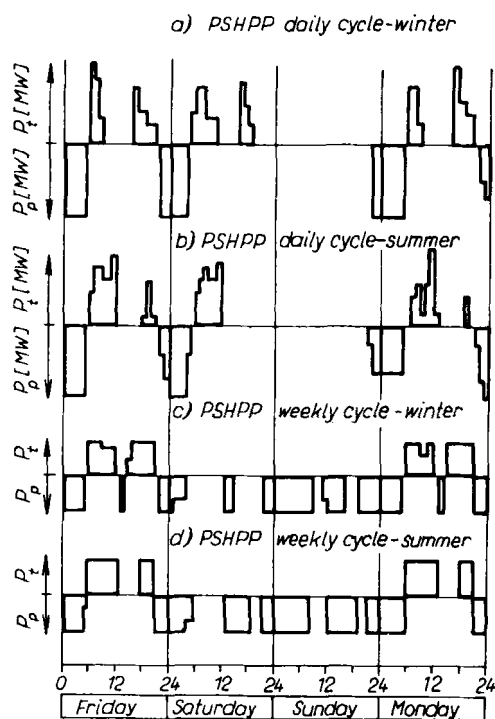 a) PSHPP daily cycle-winter
P_t [MW]
P_p [MW]
b) PSHPP daily cycle-summer
P_t [MW]
P_p [MW]
c) PSHPP weekly cycle-winter
P_t
P_p
d) PSHPP weekly cycle-summer
P_t
P_p
0 12 24 12 24 12 24 12 24
Friday Saturday Sunday Monday